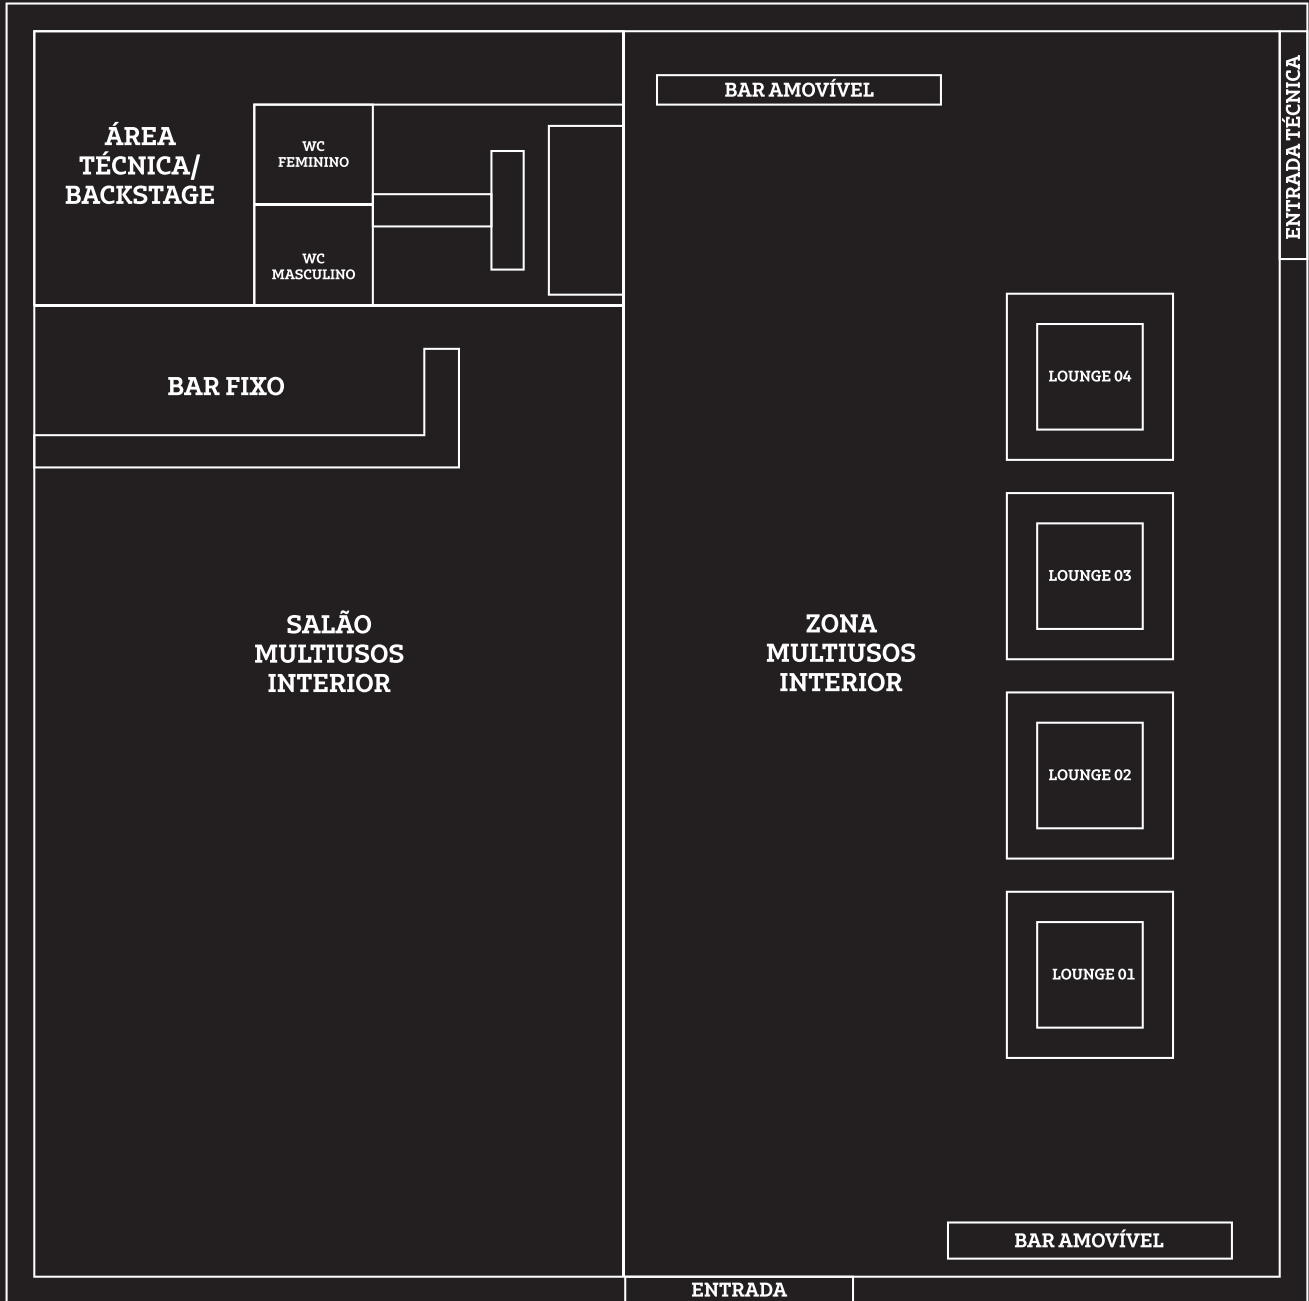 BAR AMOVÍVEL
ENTRADA TÉCNICA
ÁREA
TÉCNICA/
BACKSTAGE
WC
FEMININO
WC
MASCULINO
BAR FIXO
LOUNGE 04
LOUNGE 03
SALÃO
MULTIUSOS
INTERIOR
ZONA
MULTIUSOS
INTERIOR
LOUNGE 02
LOUNGE 01
BAR AMOVÍVEL
ENTRADA